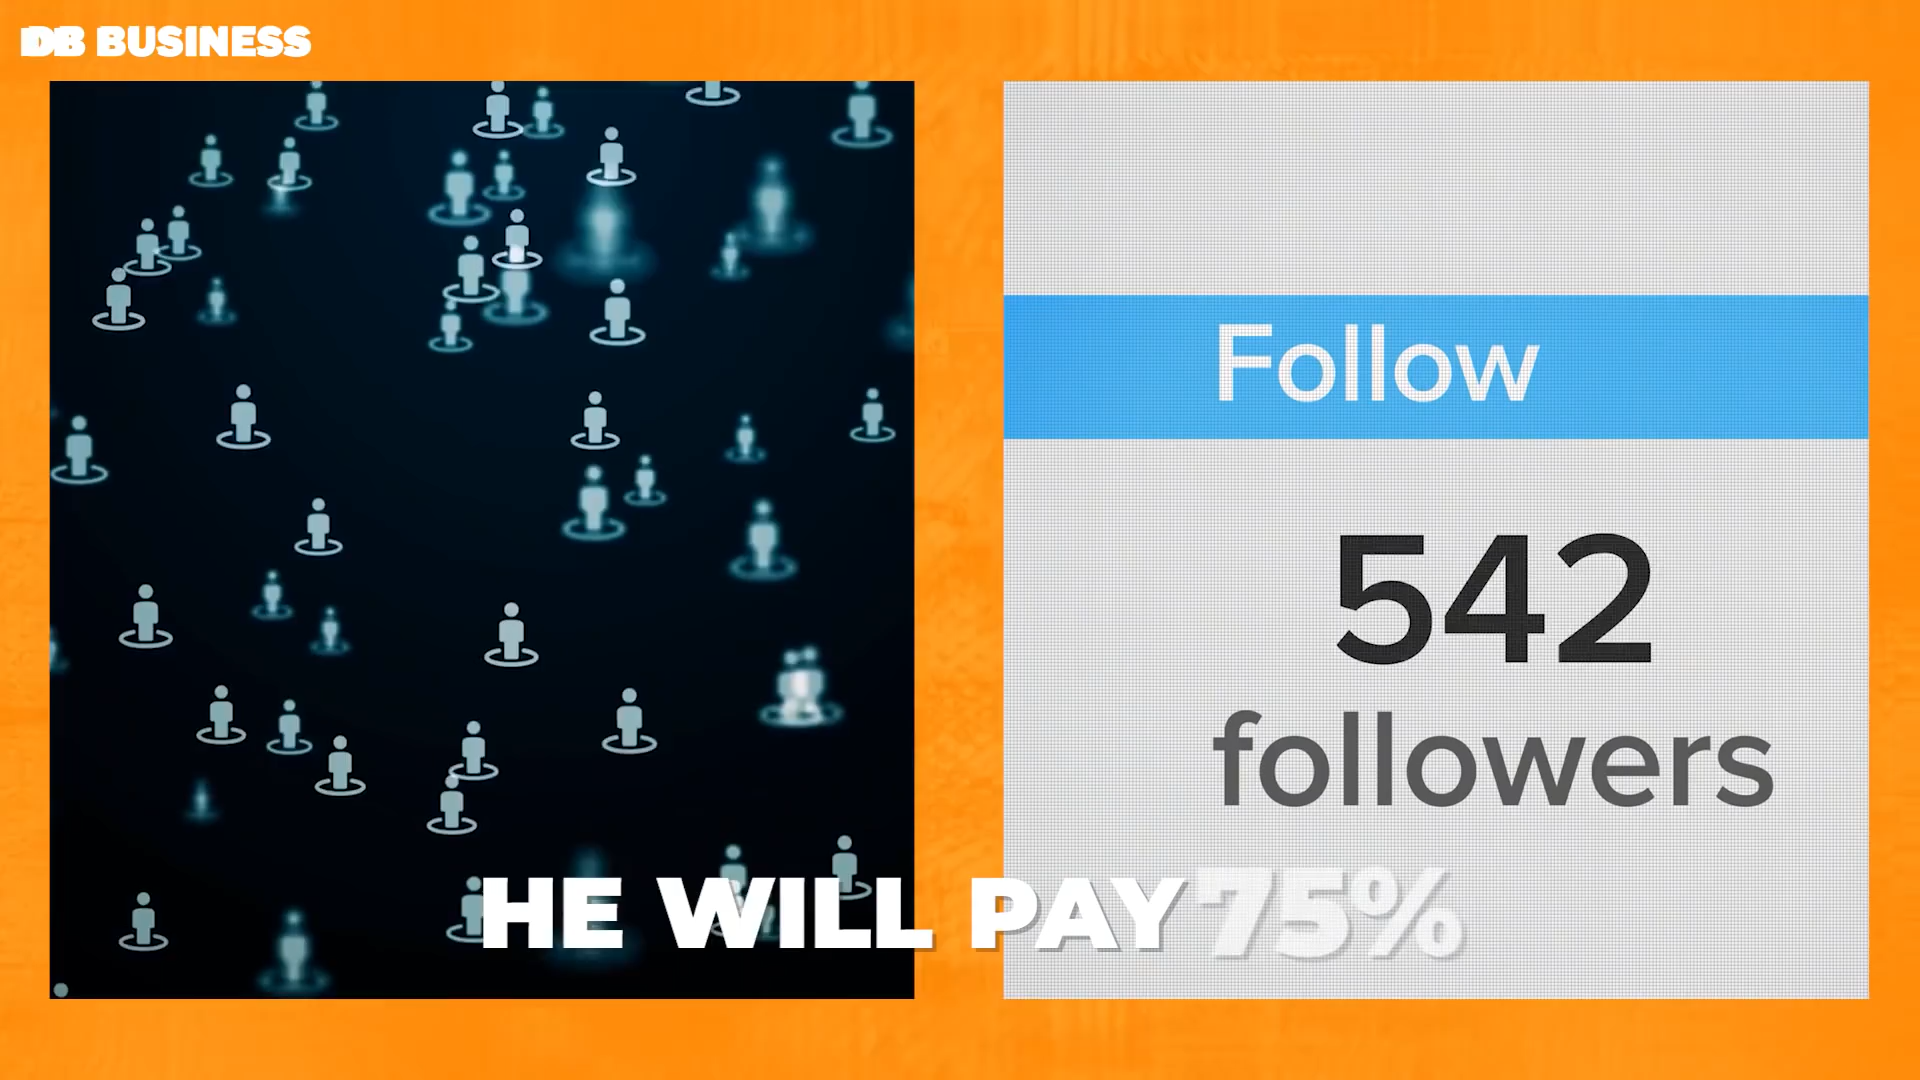 DB BUSINESS
Follow
542
followers
HE WILL PAY 75%